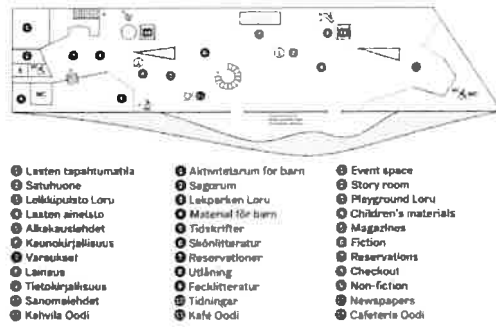 WC
Lasten tapahtumatila
Satuhuone
Leikkipuisto Loru
Lasten aineisto
Aikakauslehdet
Kaunokirjallisuus
Varaukset
Lainaus
Tietokirjallisuus
Sanomalehdet
Kahvila Oodi
Aktivitetsrum för barn
Sagorum
Lekparken Loru
Material för barn
Tidskrifter
Skönlitteratur
Reservationer
Utlåning
Facklitteratur
Tidningar
Kafé Oodi
Event space
Story room
Playground Loru
Children's materials
Magazines
Fiction
Reservations
Checkout
Non-fiction
Newspapers
Cafeteria Oodi